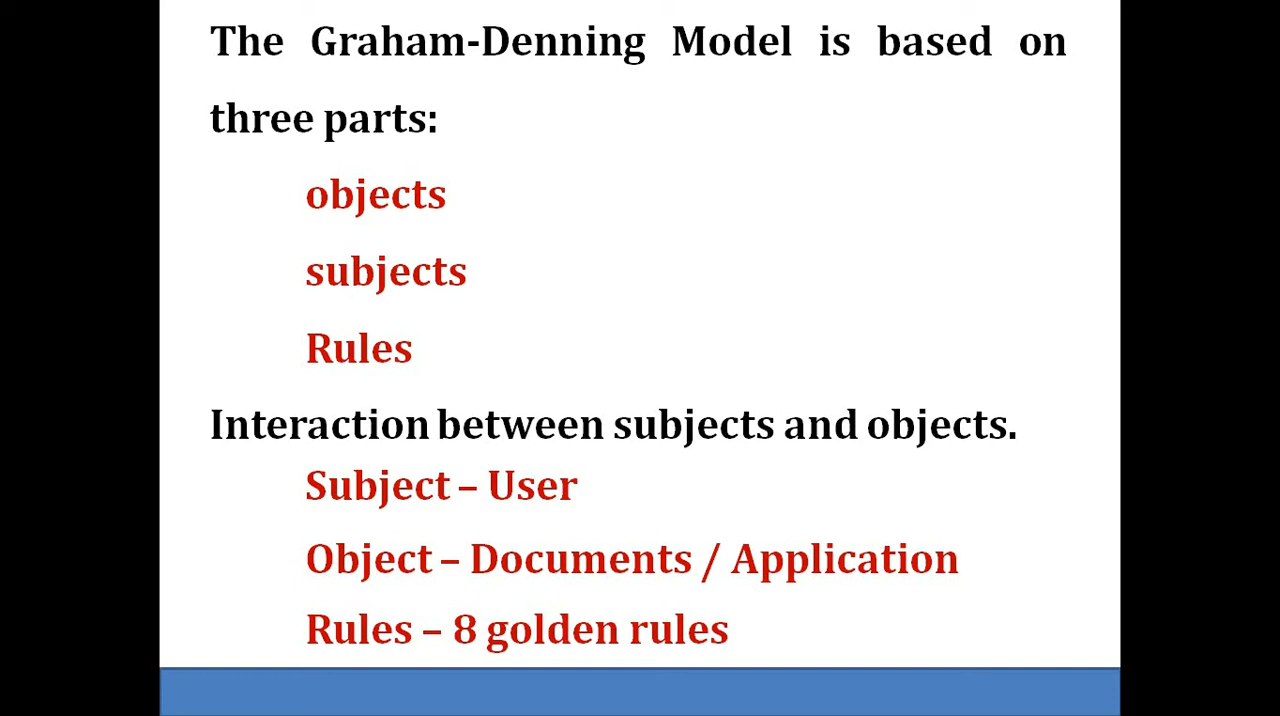 The Graham-Denning Model is based on
three parts:
objects
subjects
Rules
Interaction between subjects and objects.
Subject – User
Object – Documents / Application
Rules – 8 golden rules